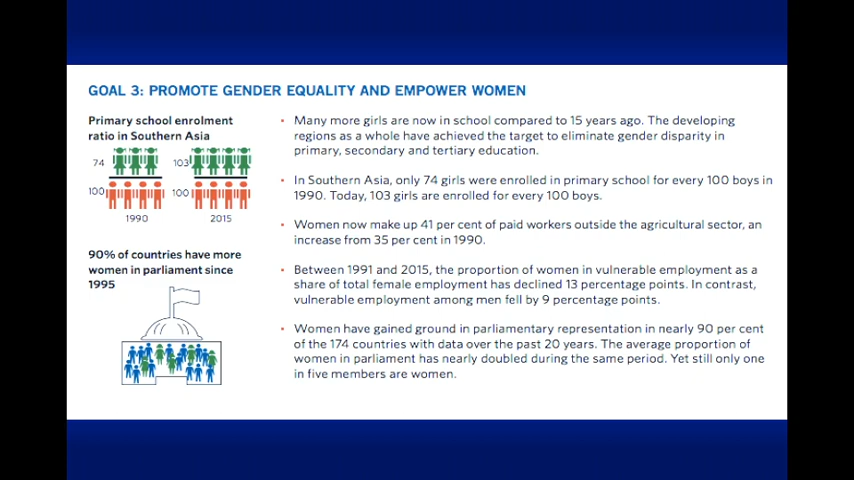 GOAL 3: PROMOTE GENDER EQUALITY AND EMPOWER WOMEN
Primary school enrolment
ratio in Southern Asia
74
103
100
100
1990
2015
90% of countries have more
women in parliament since
1995
• Many more girls are now in school compared to 15 years ago. The developing
regions as a whole have achieved the target to eliminate gender disparity in
primary, secondary and tertiary education.
• In Southern Asia, only 74 girls were enrolled in primary school for every 100 boys in
1990. Today, 103 girls are enrolled for every 100 boys.
• Women now make up 41 per cent of paid workers outside the agricultural sector, an
increase from 35 per cent in 1990.
• Between 1991 and 2015, the proportion of women in vulnerable employment as a
share of total female employment has declined 13 percentage points. In contrast,
vulnerable employment among men fell by 9 percentage points.
• Women have gained ground in parliamentary representation in nearly 90 per cent
of the 174 countries with data over the past 20 years. The average proportion of
women in parliament has nearly doubled during the same period. Yet still only one
in five members are women.